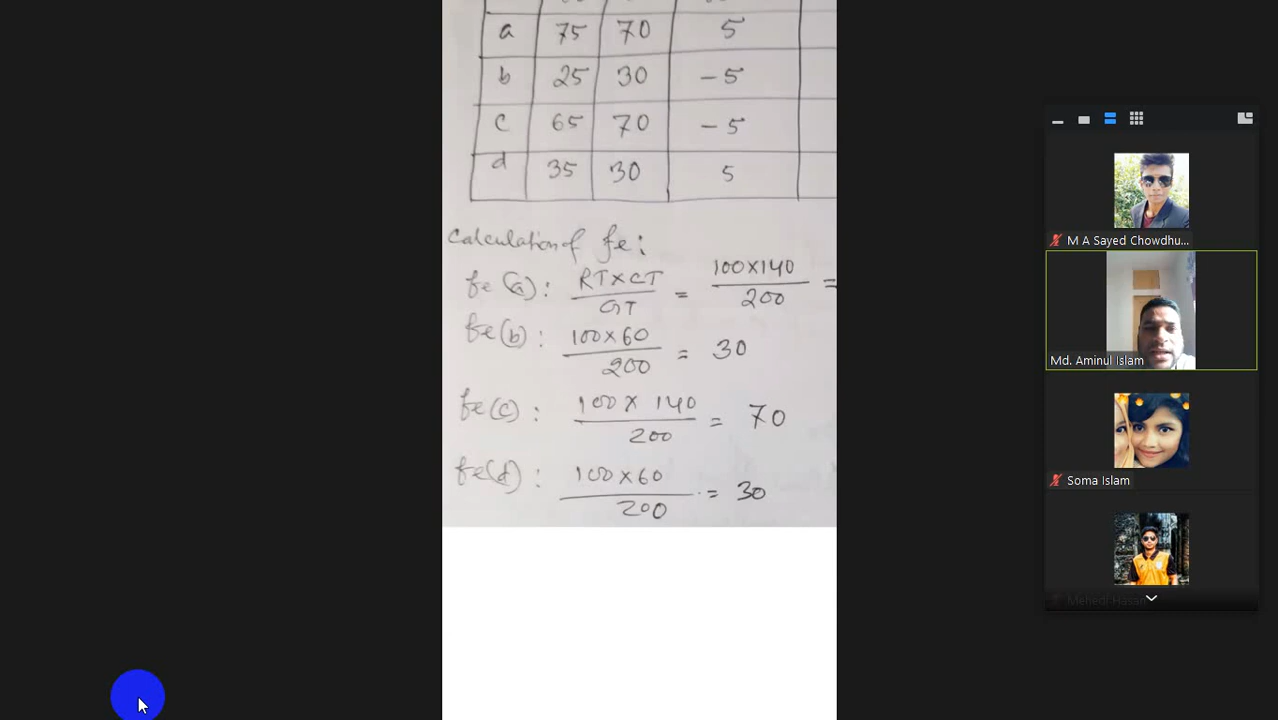 a 75 70 5
b 25 30 -5
c 65 70 -5
d 35 30 5
Calculation of fe:
fe(a): RT×CT/GT = 100×140/200 =
fe(b): 100×60/200 = 30
fe(c): 100×140/200 = 70
fe(d): 100×60/200 = 30
M A Sayed Chowdhu...
Md. Aminul Islam
Soma Islam
Mehedi Hasan